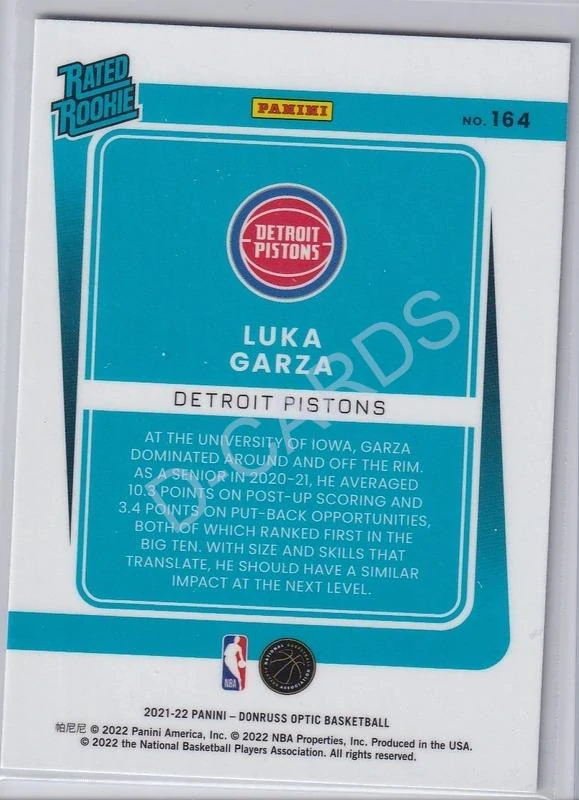 RATED
ROOKIE
PANINI
NO. 164
DETROIT
PISTONS
LUKA
GARZA
DETROIT PISTONS
AT THE UNIVERSITY OF IOWA, GARZA
DOMINATED AROUND AND OFF THE RIM.
AS A SENIOR IN 2020-21, HE AVERAGED
10.3 POINTS ON POST-UP SCORING AND
3.4 POINTS ON PUT-BACK OPPORTUNITIES,
BOTH OF WHICH RANKED FIRST IN THE
BIG TEN. WITH SIZE AND SKILLS THAT
TRANSLATE, HE SHOULD HAVE A SIMILAR
IMPACT AT THE NEXT LEVEL.
D-CARDS
NBA
NATIONAL BASKETBALL
PLAYERS ASSOCIATION
2021-22 PANINI – DONRUSS OPTIC BASKETBALL
帕尼尼 © 2022 Panini America, Inc. © 2022 NBA Properties, Inc. Produced in the USA.
© 2022 the National Basketball Players Association. All rights reserved.